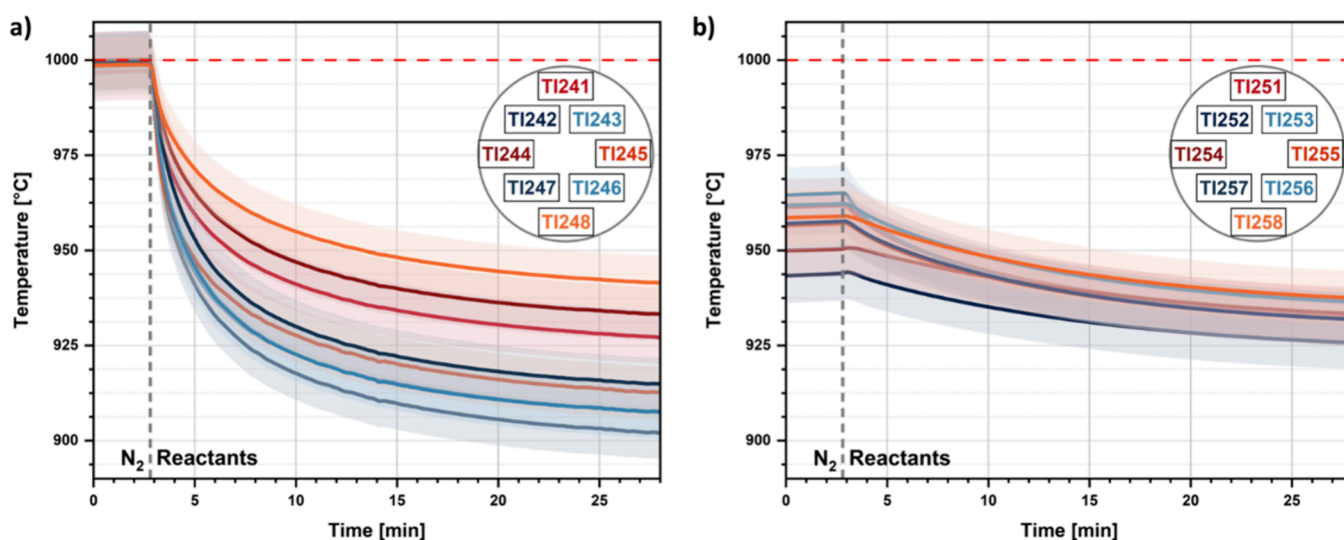 a)
Temperature [°C]
1000
975
950
925
900
TI241
TI242 TI243
TI244 TI245
TI247 TI246
TI248
N₂ Reactants
0 5 10 15 20 25
Time [min]
b)
Temperature [°C]
1000
975
950
925
900
TI251
TI252 TI253
TI254 TI255
TI257 TI256
TI258
N₂ Reactants
0 5 10 15 20 25
Time [min]